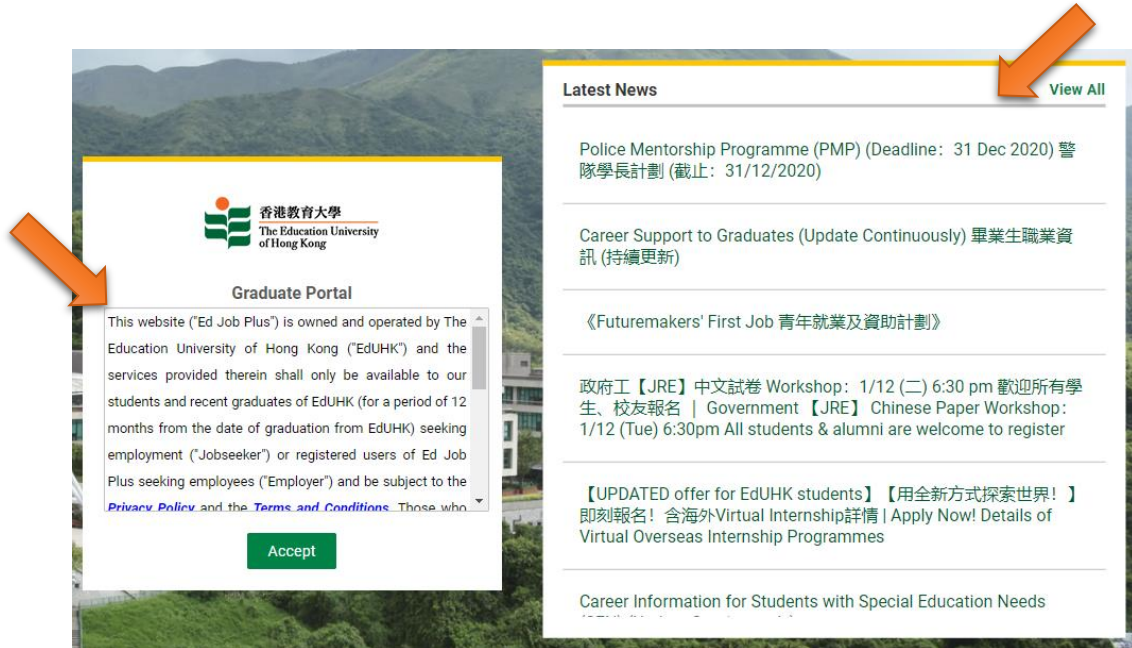 香港教育大學
The Education University
of Hong Kong
Graduate Portal
This website ("Ed Job Plus") is owned and operated by The
Education University of Hong Kong ("EdUHK") and the
services provided therein shall only be available to our
students and recent graduates of EdUHK (for a period of 12
months from the date of graduation from EdUHK) seeking
employment ("Jobseeker") or registered users of Ed Job
Plus seeking employees ("Employer") and be subject to the
Privacy Policy and the Terms and Conditions. Those who
Accept
Latest News
View All
Police Mentorship Programme (PMP) (Deadline：31 Dec 2020) 警
隊學長計劃 (截止：31/12/2020)
Career Support to Graduates (Update Continuously) 畢業生職業資
訊 (持續更新)
《Futuremakers' First Job 青年就業及資助計劃》
政府工【JRE】中文試卷 Workshop：1/12 (二) 6:30 pm 歡迎所有學
生、校友報名 | Government 【JRE】 Chinese Paper Workshop：
1/12 (Tue) 6:30pm All students & alumni are welcome to register
【UPDATED offer for EdUHK students】【用全新方式探索世界！】
即刻報名！含海外Virtual Internship詳情 | Apply Now! Details of
Virtual Overseas Internship Programmes
Career Information for Students with Special Education Needs